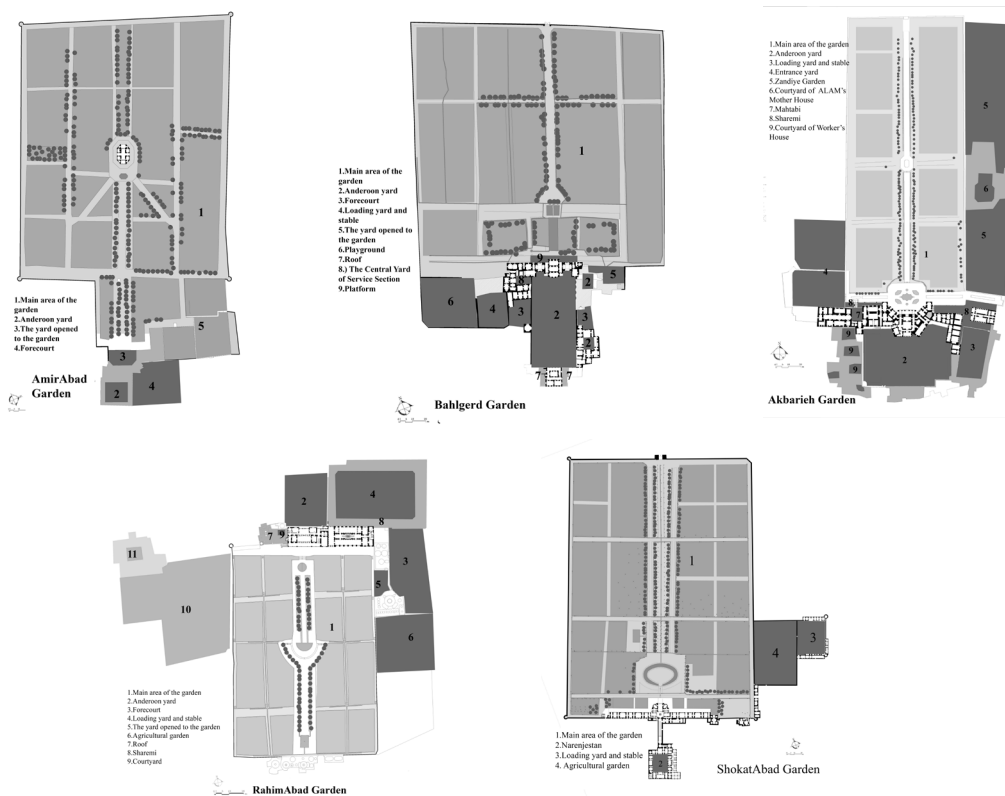 1
1.Main area of the
garden
2.Anderoon yard
3.The yard opened
to the garden
4.Forecourt
5
3
2
4
AmirAbad
Garden
1
1.Main area of the
garden
2.Anderoon yard
3.Forecourt
4.Loading yard and
stable
5.The yard opened to
the garden
6.Playground
7.Roof
8.) The Central Yard
of Service Section
9.Platform
9
8
5
2
6
4
3
2
3
2
7
7
Bahlgerd Garden
1.Main area of the garden
2.Anderoon yard
3.Loading yard and stable
4.Entrance yard
5.Zandiye Garden
6.Courtyard of ALAM's
Mother House
7.Mahtabi
8.Sharemi
9.Courtyard of Worker's
House
5
6
5
1
4
8
7
8
9
9
9
2
3
Akbarieh Garden
2
4
8
7
9
11
3
5
10
1
6
1.Main area of the garden
2.Anderoon yard
3.Forecourt
4.Loading yard and stable
5.The yard opened to the garden
6.Agricultural garden
7.Roof
8.Sharemi
9.Courtyard
RahimAbad Garden
1
4
3
1.Main area of the garden
2.Narenjestan
3.Loading yard and stable
4. Agricultural garden
2
ShokatAbad Garden